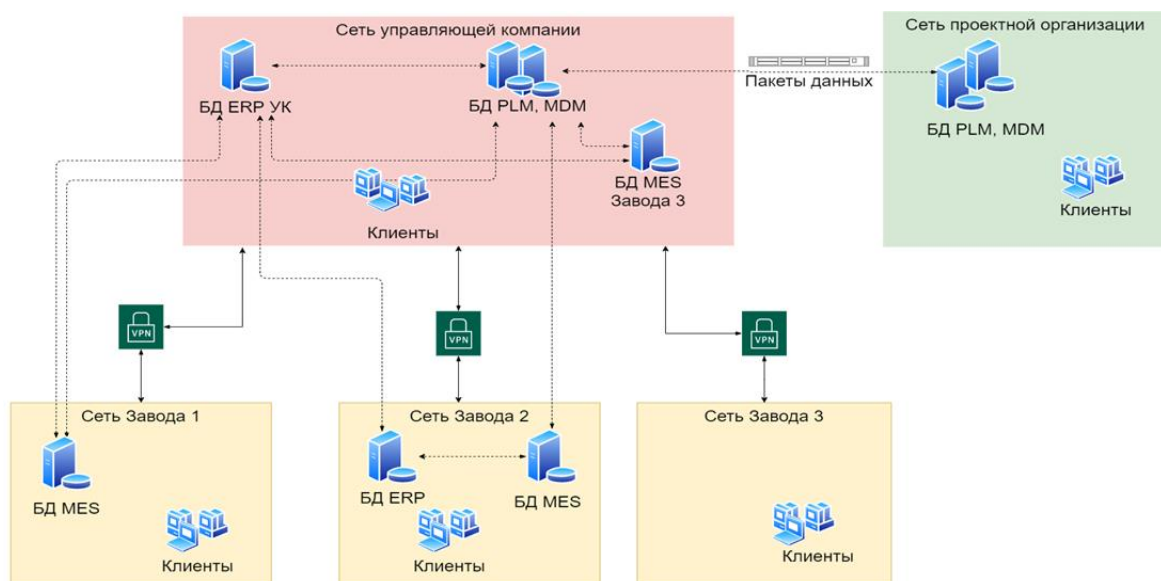 Сеть управляющей компании
Сеть проектной организации
БД ERP УК
БД PLM, MDM
Пакеты данных
БД PLM, MDM
БД MES
Завода 3
Клиенты
Клиенты
VPN
VPN
VPN
Сеть Завода 1
Сеть Завода 2
Сеть Завода 3
БД MES
БД ERP
БД MES
Клиенты
Клиенты
Клиенты